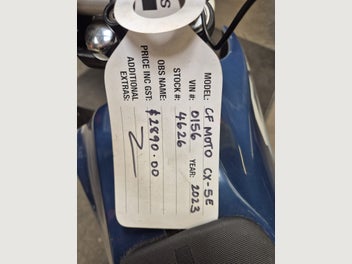 S
MODEL: CF MOTO CX-5E
VIN #: 0156 YEAR: 2023
STOCK #: 4626
OBS NAME:
PRICE INC GST: $2890.00
ADDITIONAL
EXTRAS: